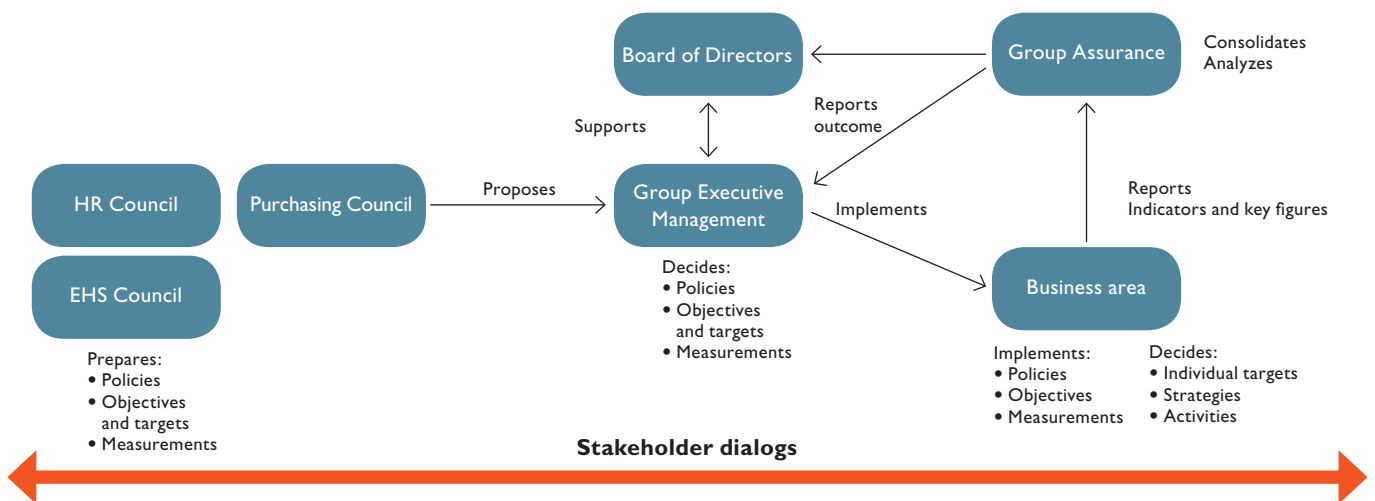 Board of Directors
Group Assurance
Consolidates
Analyzes
Supports
Reports
outcome
HR Council
Purchasing Council
Proposes
Group Executive
Management
Implements
Reports
Indicators and key figures
EHS Council
Business area
Decides:
• Policies
• Objectives
and targets
• Measurements
Prepares:
• Policies
• Objectives
and targets
• Measurements
Implements:
• Policies
• Objectives
• Measurements
Decides:
• Individual targets
• Strategies
• Activities
Stakeholder dialogs